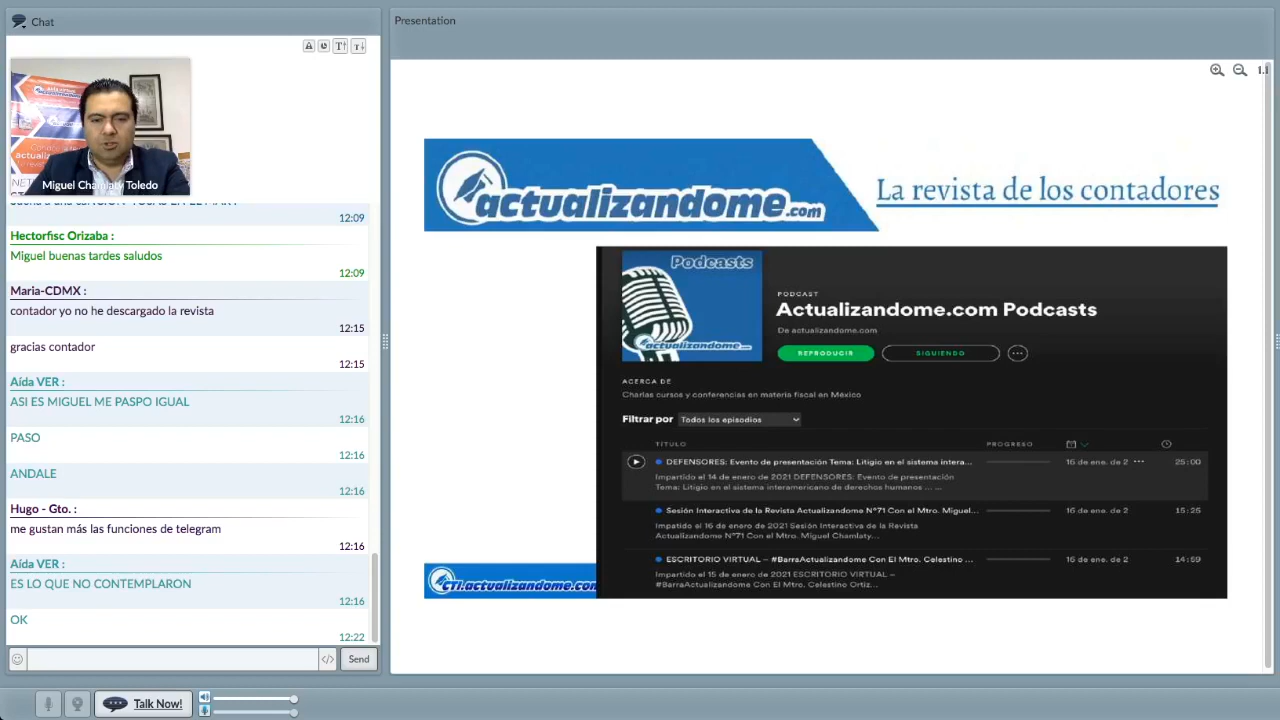 Chat
Miguel Chamlaty Toledo
12:09
Hectorfisc Orizaba :
Miguel buenas tardes saludos
12:09
Maria-CDMX :
contador yo no he descargado la revista
12:15
gracias contador
12:15
Aída VER :
ASI ES MIGUEL ME PASPO IGUAL
12:16
PASO
12:16
ANDALE
12:16
Hugo - Gto. :
me gustan más las funciones de telegram
12:16
Aída VER :
ES LO QUE NO CONTEMPLARON
12:16
OK
12:22
Send
Talk Now!
Presentation
1:1
actualizandome.com
La revista de los contadores
Podcasts
actualizandome.com
PODCAST
Actualizandome.com Podcasts
De actualizandome.com
REPRODUCIR
SIGUIENDO
ACERCA DE
Charlas cursos y conferencias en materia fiscal en México
Filtrar por Todos los episodios
TÍTULO PROGRESO
DEFENSORES: Evento de presentación Tema: Litigio en el sistema intera... 16 de ene. de 2 ... 25:00
Impartido el 14 de enero de 2021 DEFENSORES: Evento de presentación
Tema: Litigio en el sistema interamericano de derechos humanos ... ...
Sesión Interactiva de la Revista Actualizandome N°71 Con el Mtro. Miguel... 16 de ene. de 2 15:25
Impatido el 16 de enero de 2021 Sesión Interactiva de la Revista
Actualizandome N°71 Con el Mtro. Miguel Chamlaty...
ESCRITORIO VIRTUAL – #BarraActualizandome Con El Mtro. Celestino ... 16 de ene. de 2 14:59
Impartido el 15 de enero de 2021 ESCRITORIO VIRTUAL –
#BarraActualizandome Con El Mtro. Celestino Ortiz...
TI.actualizandome.com